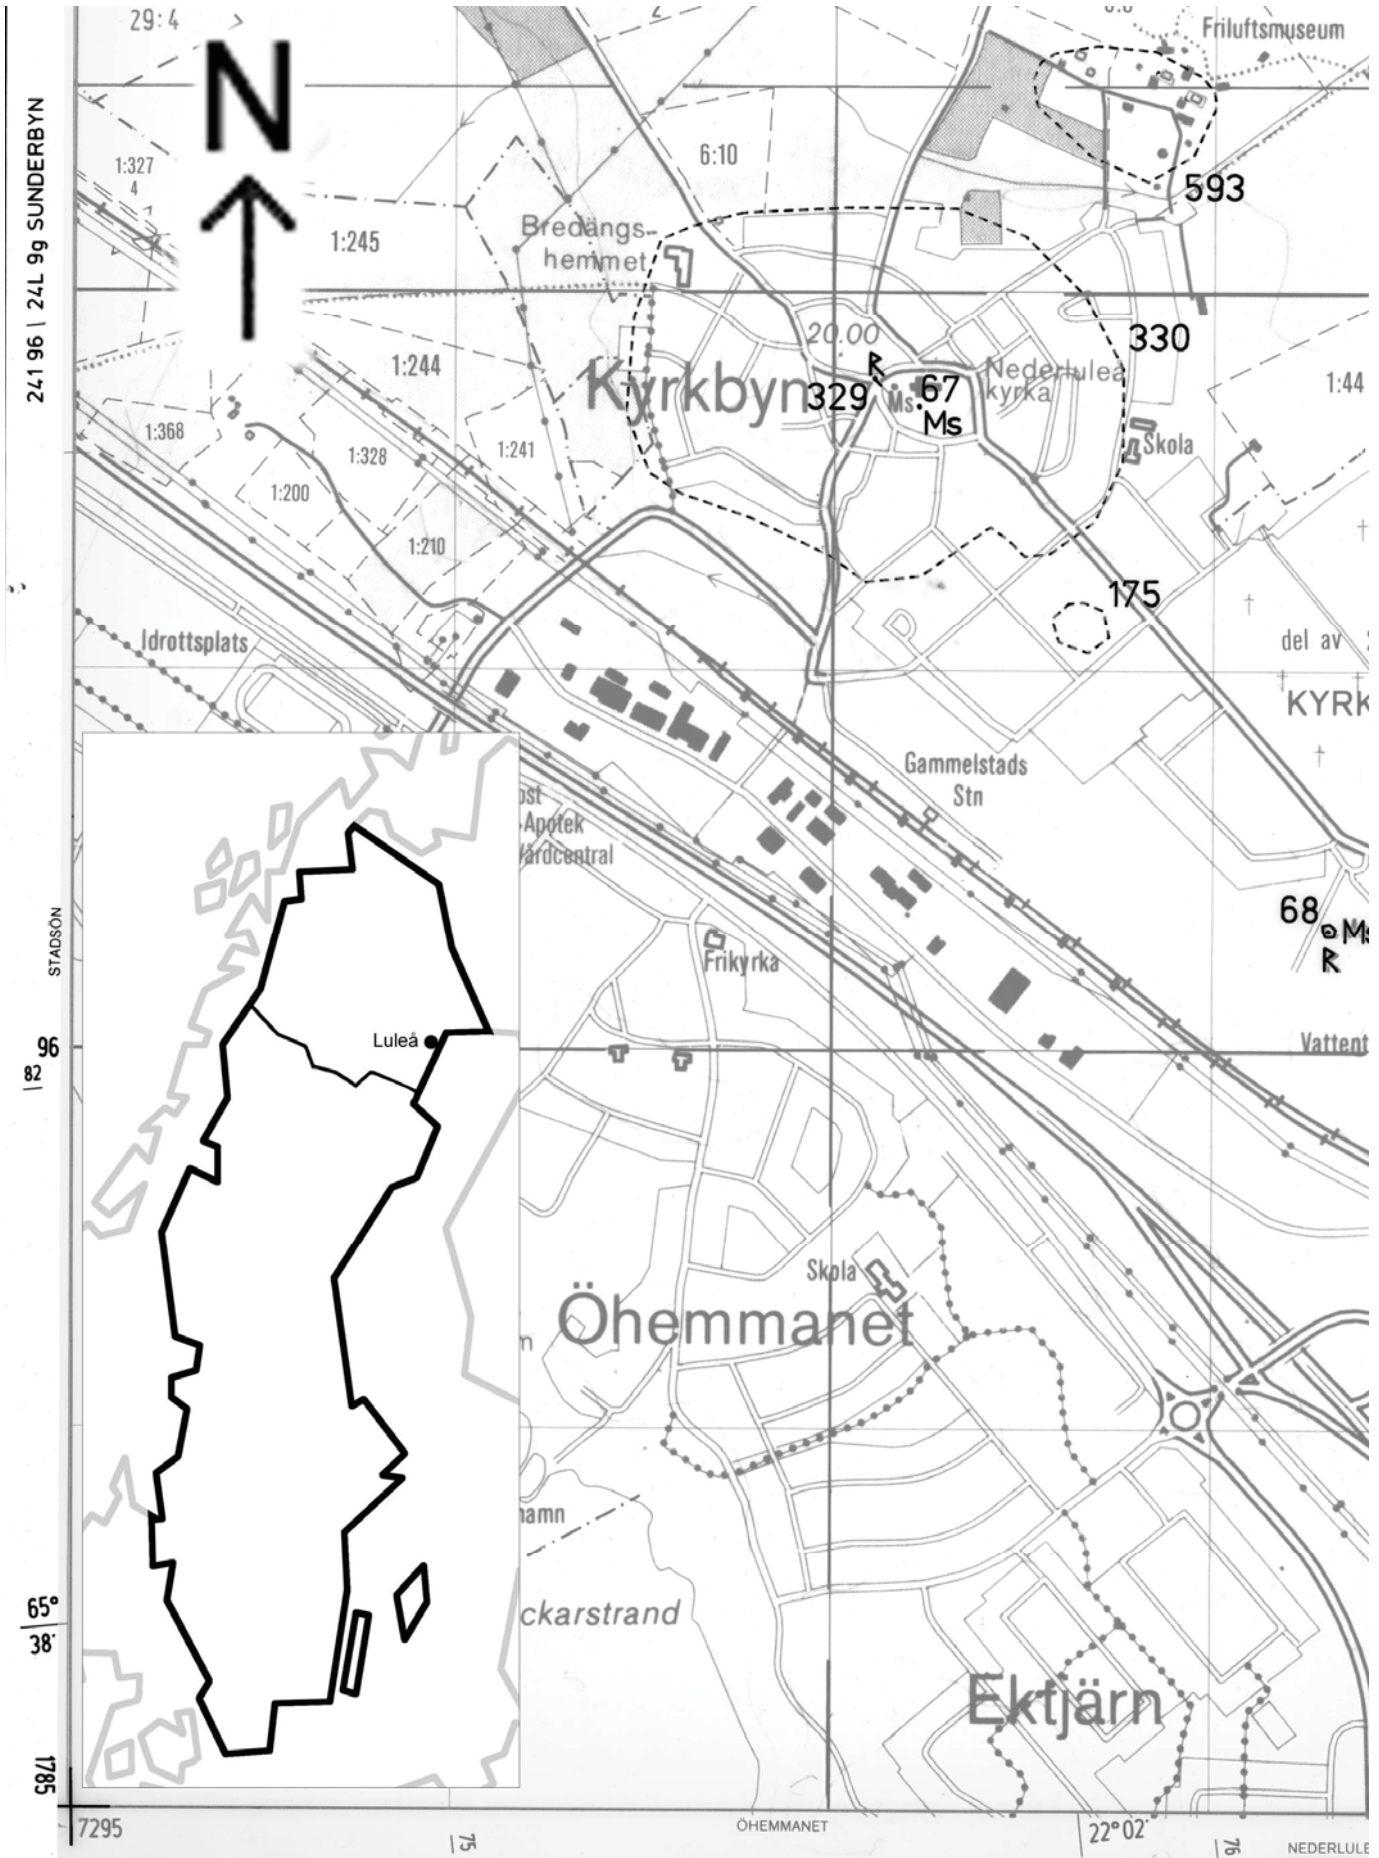 29:4
Friluftsmuseum
N
241 96 | 24L 9g SUNDERBYN
1:327
4
6:10
593
1:245
Bredängs-
hemmet
330
20.00
1:244
Kyrkbyn
R
329
Ms
67
Ms
Nederluleå
kyrka
1:44
1:368
1:328
1:241
Skola
1:200
1:210
175
Idrottsplats
P
del av
KYRK
Gammelstads
Stn
ost
Apotek
Vårdcentral
68
Ms
R
STADSÖN
Frikyrka
Luleå
96
82
Vattent
Skola
Öhemmanet
hamn
65°
38'
ckarstrand
Ektjärn
1785
7295
75
ÖHEMMANET
22°02'
76
NEDERLULE